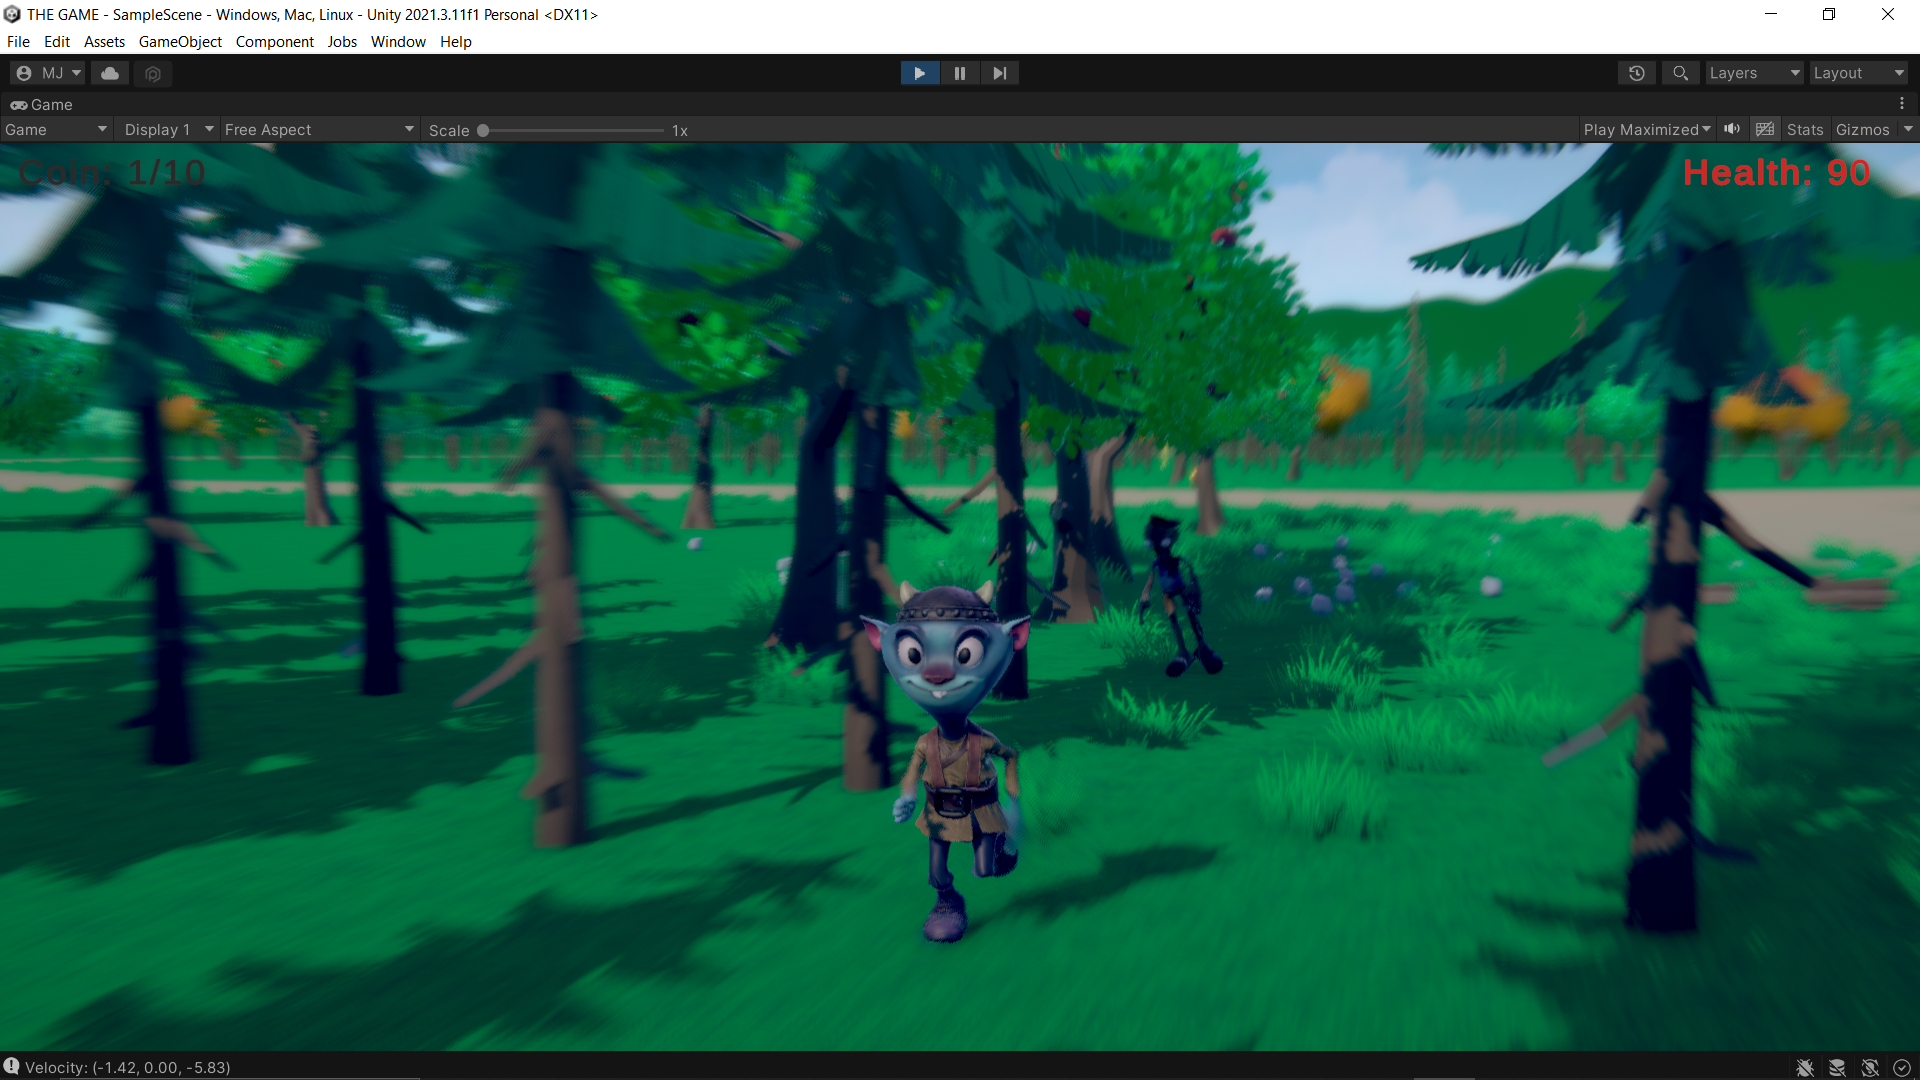 THE GAME - SampleScene - Windows, Mac, Linux - Unity 2021.3.11f1 Personal <DX11>
File Edit Assets GameObject Component Jobs Window Help
MJ Layers Layout
Game
Game Display 1 Free Aspect Scale 1x Play Maximized Stats Gizmos
Coin: 1/10 Health: 90
Velocity: (-1.42, 0.00, -5.83)